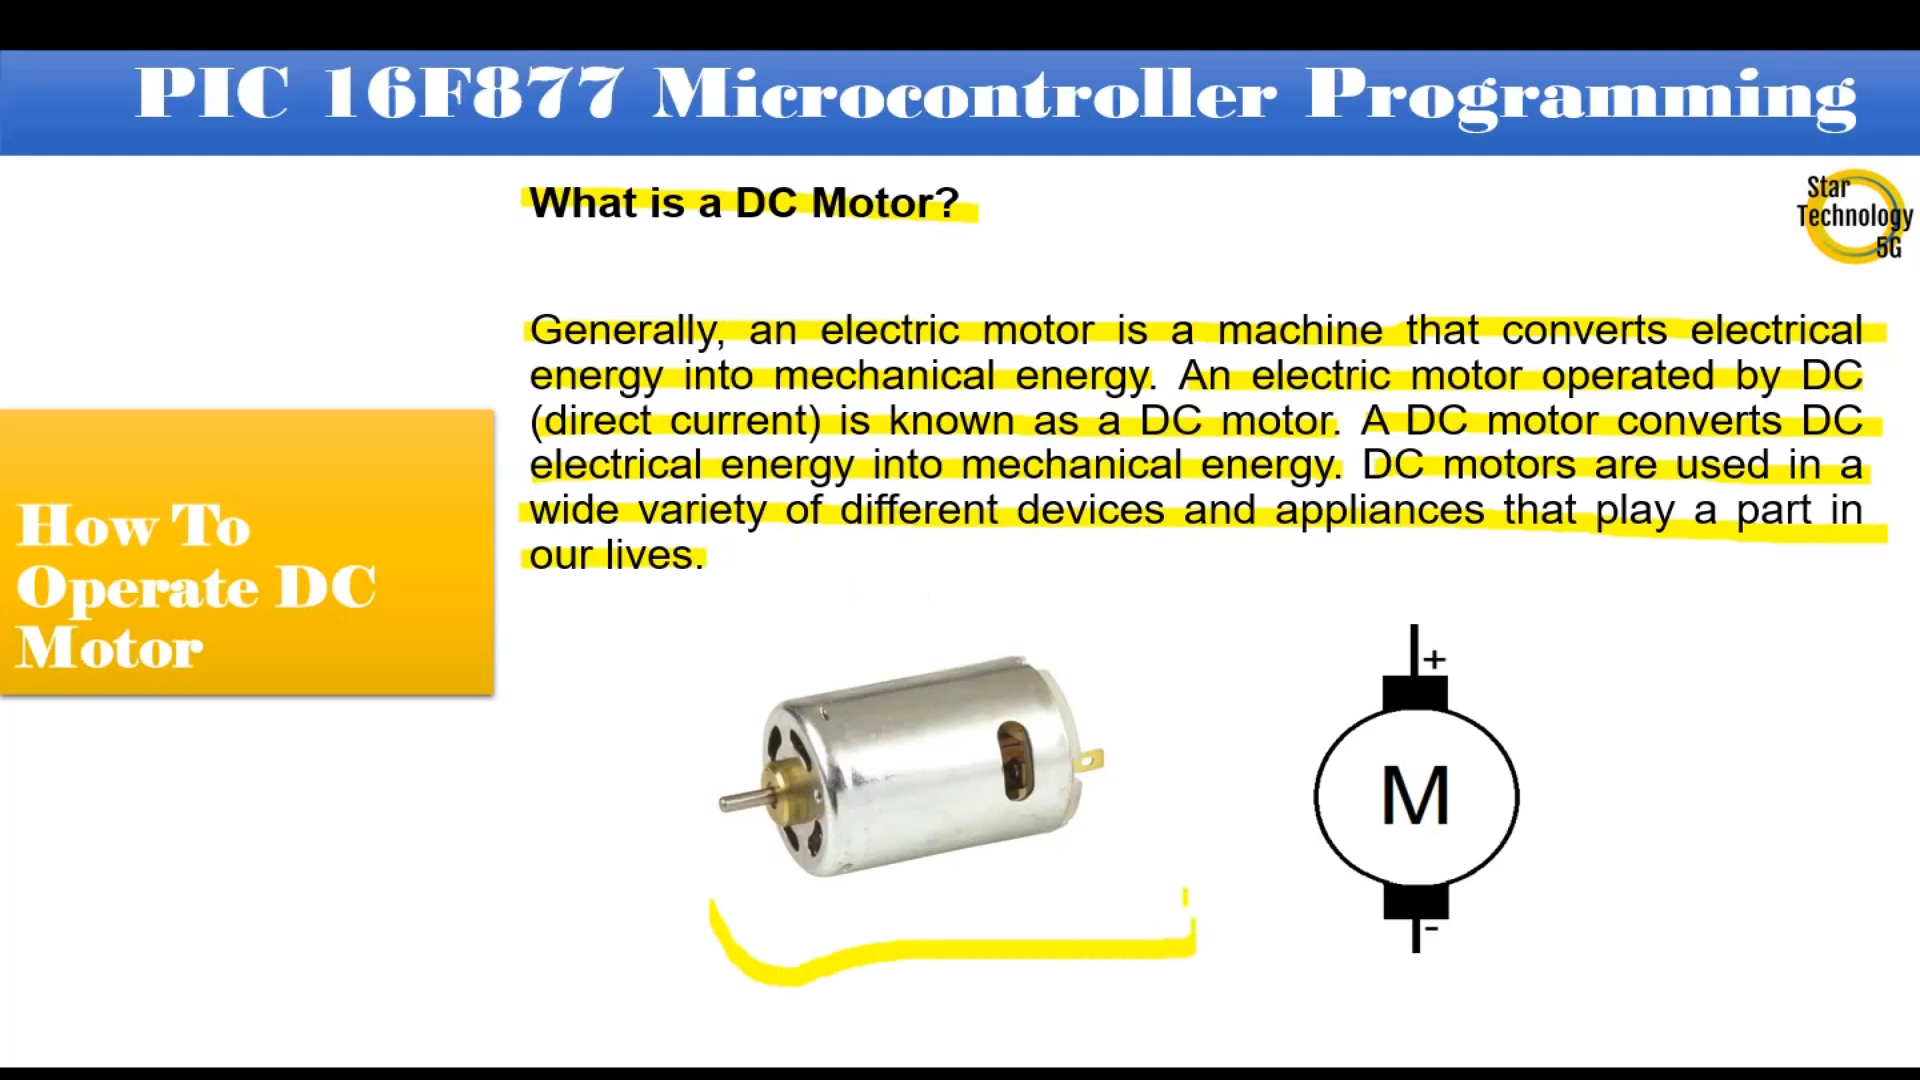 PIC 16F877 Microcontroller Programming
What is a DC Motor?
Star
Technology
5G
Generally, an electric motor is a machine that converts electrical
energy into mechanical energy. An electric motor operated by DC
(direct current) is known as a DC motor. A DC motor converts DC
electrical energy into mechanical energy. DC motors are used in a
wide variety of different devices and appliances that play a part in
our lives.
How To
Operate DC
Motor
+
M
-